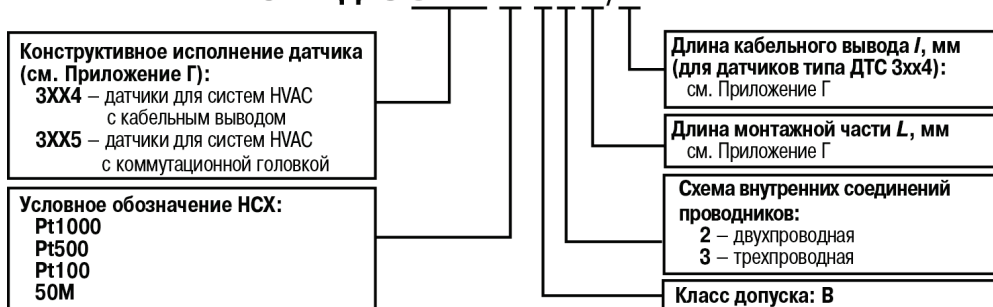 Конструктивное исполнение датчика
(см. Приложение Г):
3XX4 – датчики для систем HVAC
с кабельным выводом
3XX5 – датчики для систем HVAC
с коммутационной головкой
Условное обозначение НСХ:
Pt1000
Pt500
Pt100
50М
Длина кабельного вывода l, мм
(для датчиков типа ДТС 3хх4):
см. Приложение Г
Длина монтажной части L, мм
см. Приложение Г
Схема внутренних соединений
проводников:
2 – двухпроводная
3 – трехпроводная
Класс допуска: В